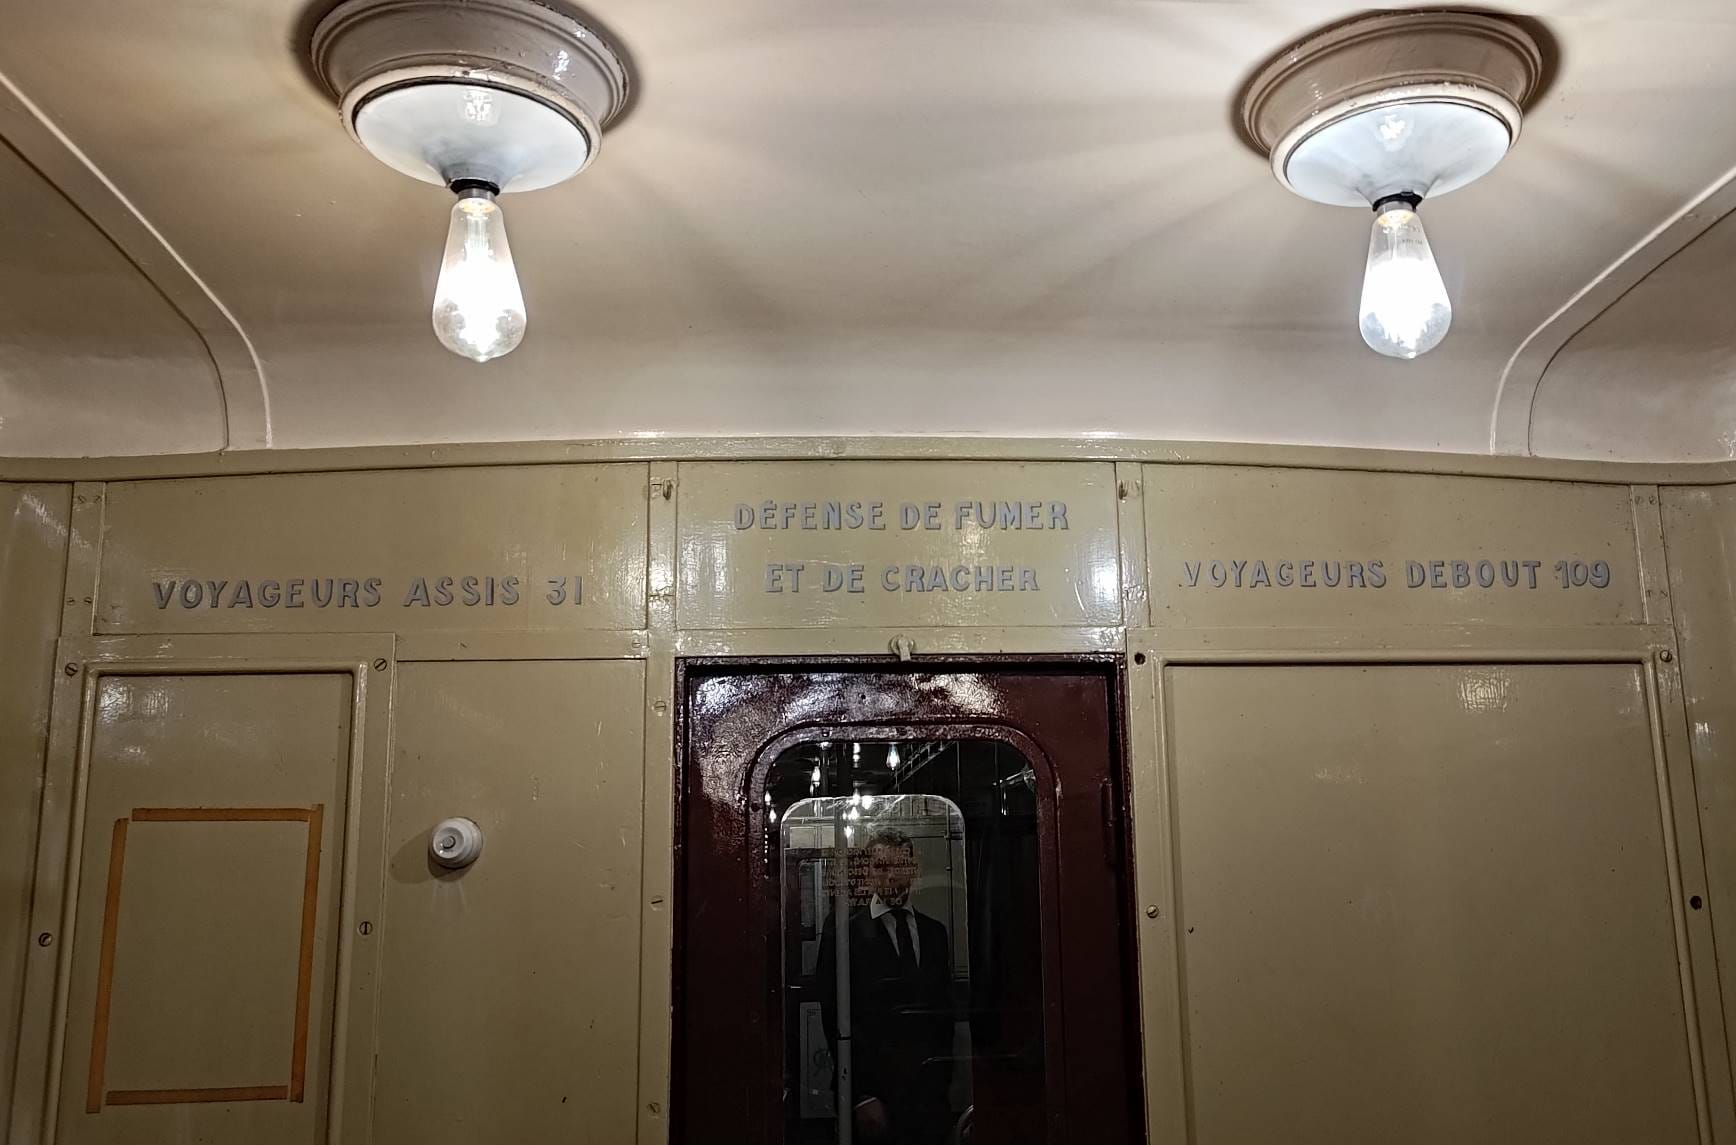 VOYAGEURS ASSIS 31
DÉFENSE DE FUMER
ET DE CRACHER
VOYAGEURS DEBOUT 109